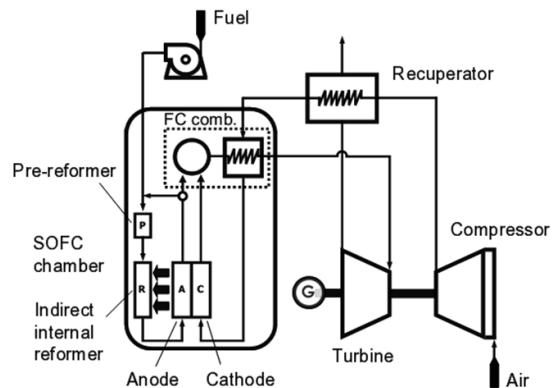 Fuel
Recuperator
FC comb.
Pre-reformer
P
Compressor
SOFC
chamber
R
A
C
G
Indirect
internal
reformer
Turbine
Anode
Cathode
Air